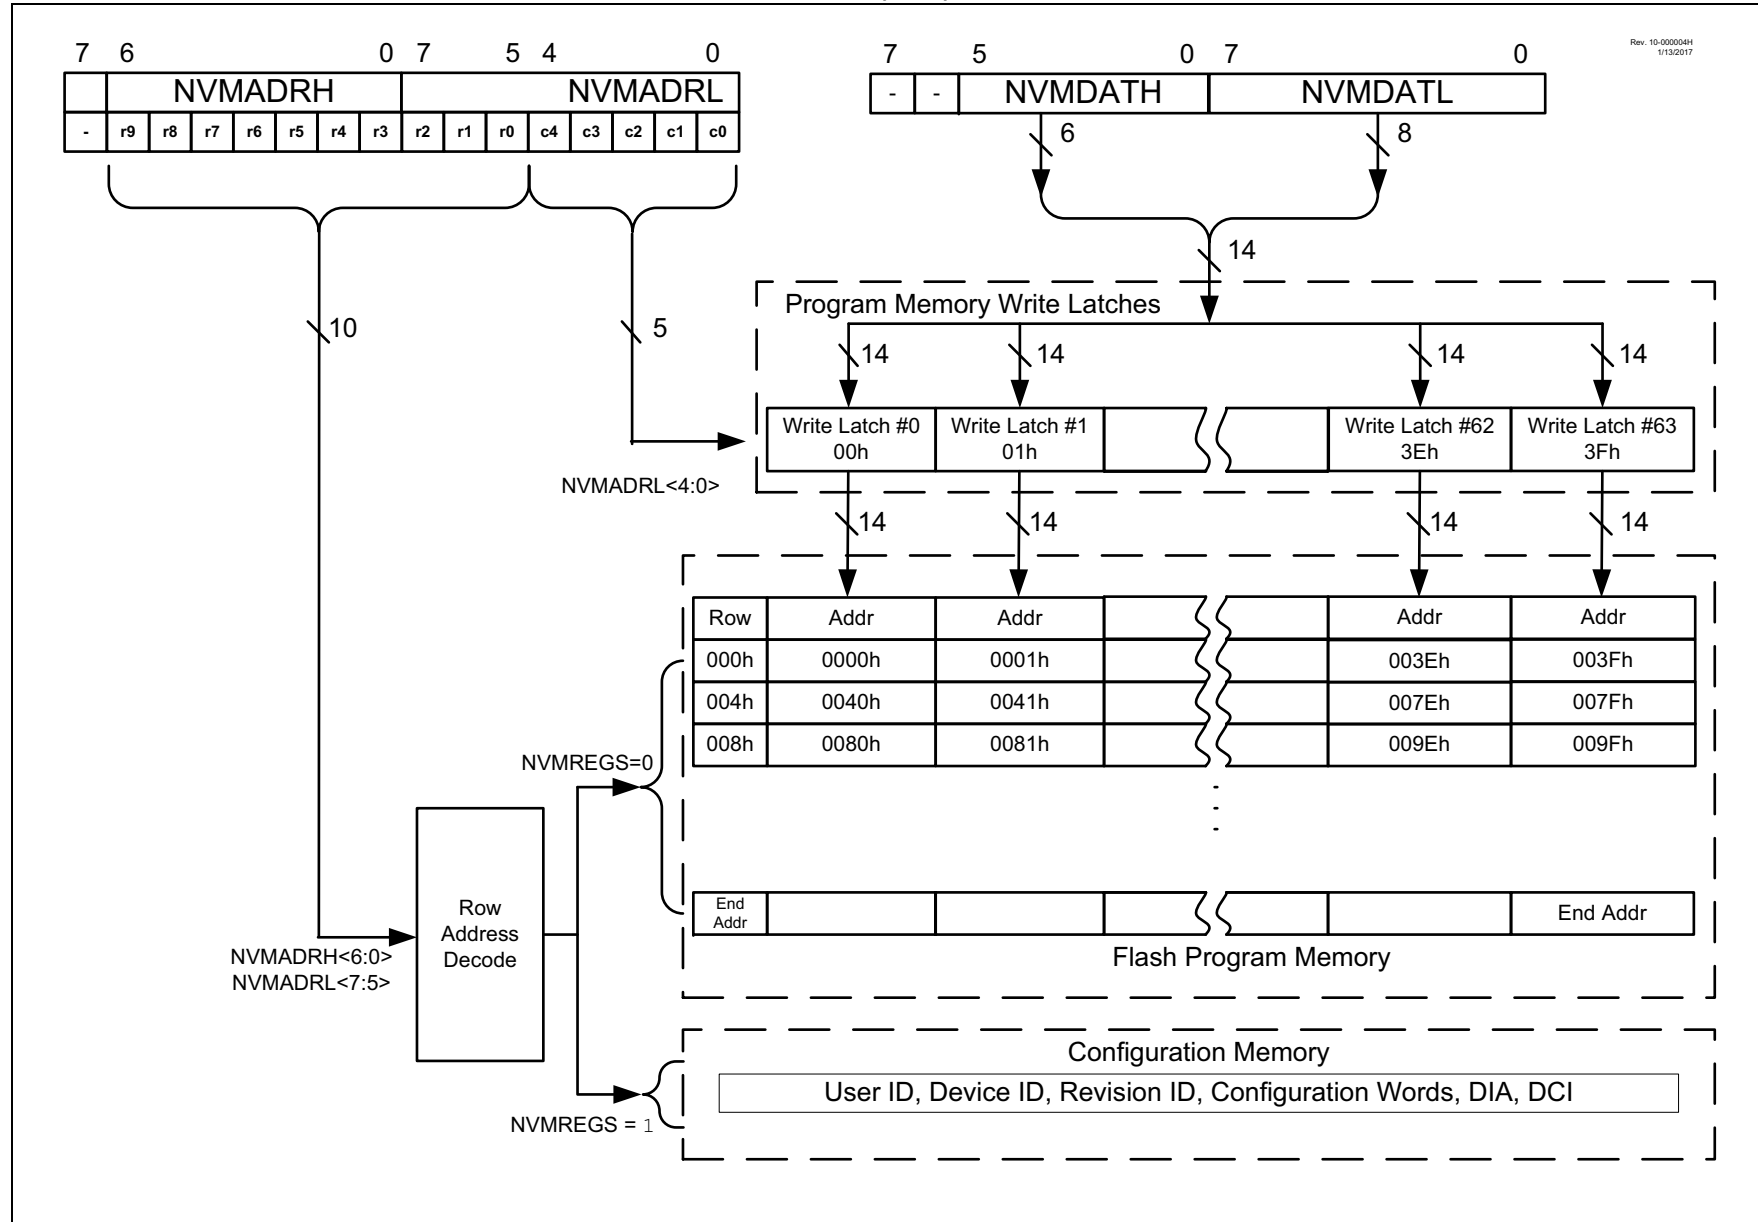 7 6 0 7 5 4 0
NVMADRH NVMADRL
- r9 r8 r7 r6 r5 r4 r3 r2 r1 r0 c4 c3 c2 c1 c0
7 5 0 7 0
- - NVMDATH NVMDATL
Rev. 10-000004H
1/13/2017
6 8
14
10 5
Program Memory Write Latches
14 14 14 14
Write Latch #0 Write Latch #1 Write Latch #62 Write Latch #63
00h 01h 3Eh 3Fh
NVMADRL<4:0>
14 14 14 14
Row Addr Addr Addr Addr
000h 0000h 0001h 003Eh 003Fh
004h 0040h 0041h 007Eh 007Fh
008h 0080h 0081h 009Eh 009Fh
NVMREGS=0
End
Addr
End Addr
Flash Program Memory
Row
Address
Decode
NVMADRH<6:0>
NVMADRL<7:5>
Configuration Memory
User ID, Device ID, Revision ID, Configuration Words, DIA, DCI
NVMREGS = 1